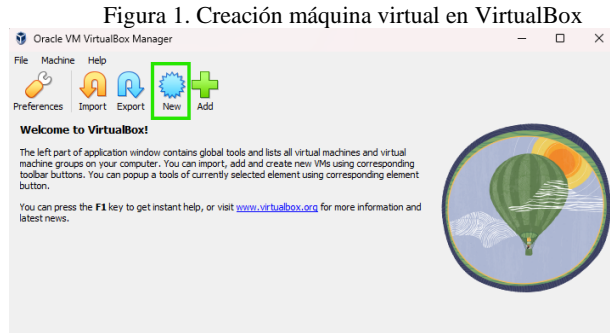 Figura 1. Creación máquina virtual en VirtualBox
Oracle VM VirtualBox Manager
File Machine Help
Preferences Import Export New Add
Welcome to VirtualBox!
The left part of application window contains global tools and lists all virtual machines and virtual
machine groups on your computer. You can import, add and create new VMs using corresponding
toolbar buttons. You can popup a tools of currently selected element using corresponding element
button.
You can press the F1 key to get instant help, or visit www.virtualbox.org for more information and
latest news.